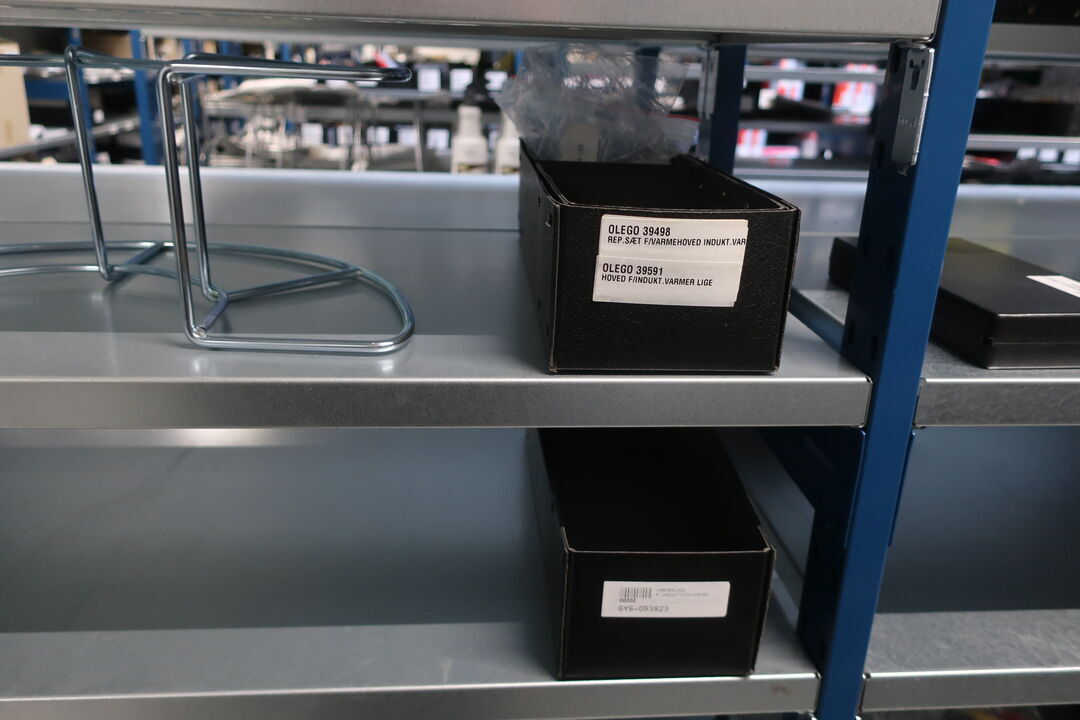 OLEGO 39498
REP.SÆT F/VARMEHOVED INDUKT.VAR
OLEGO 39591
HOVED F/INDUKT.VARMER LIGE
GYS-053823